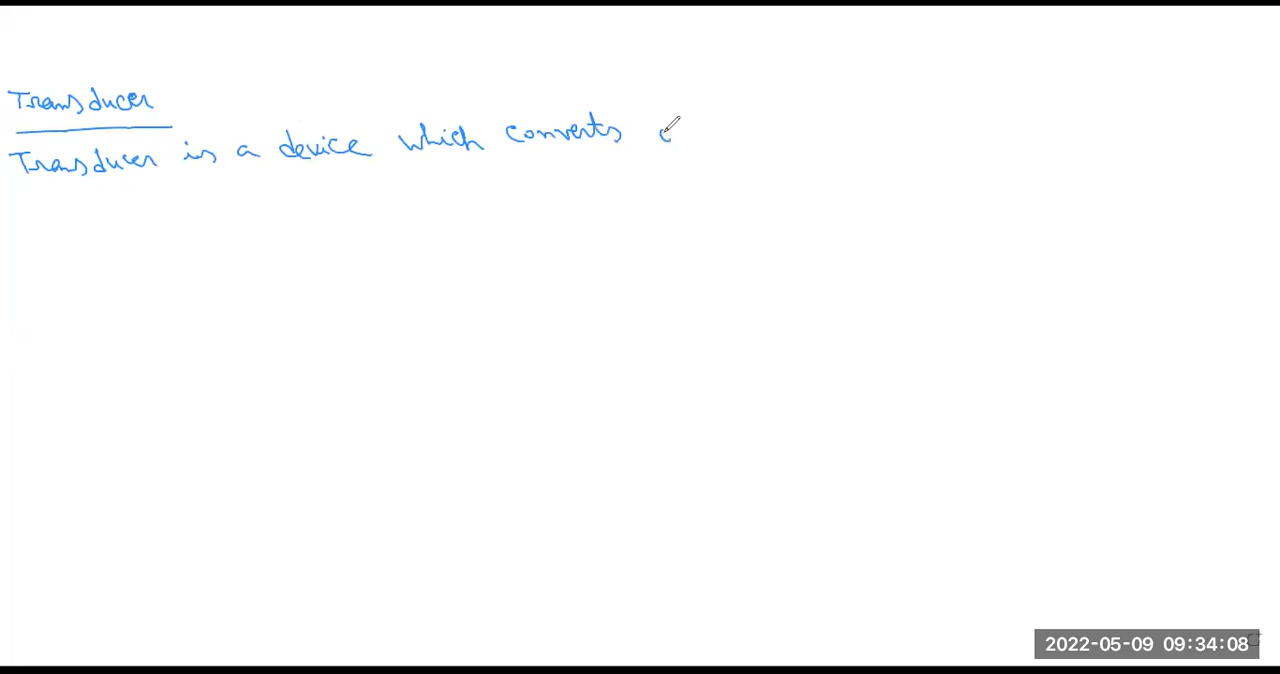 Transducer
Transducer is a device which converts
2022-05-09 09:34:08